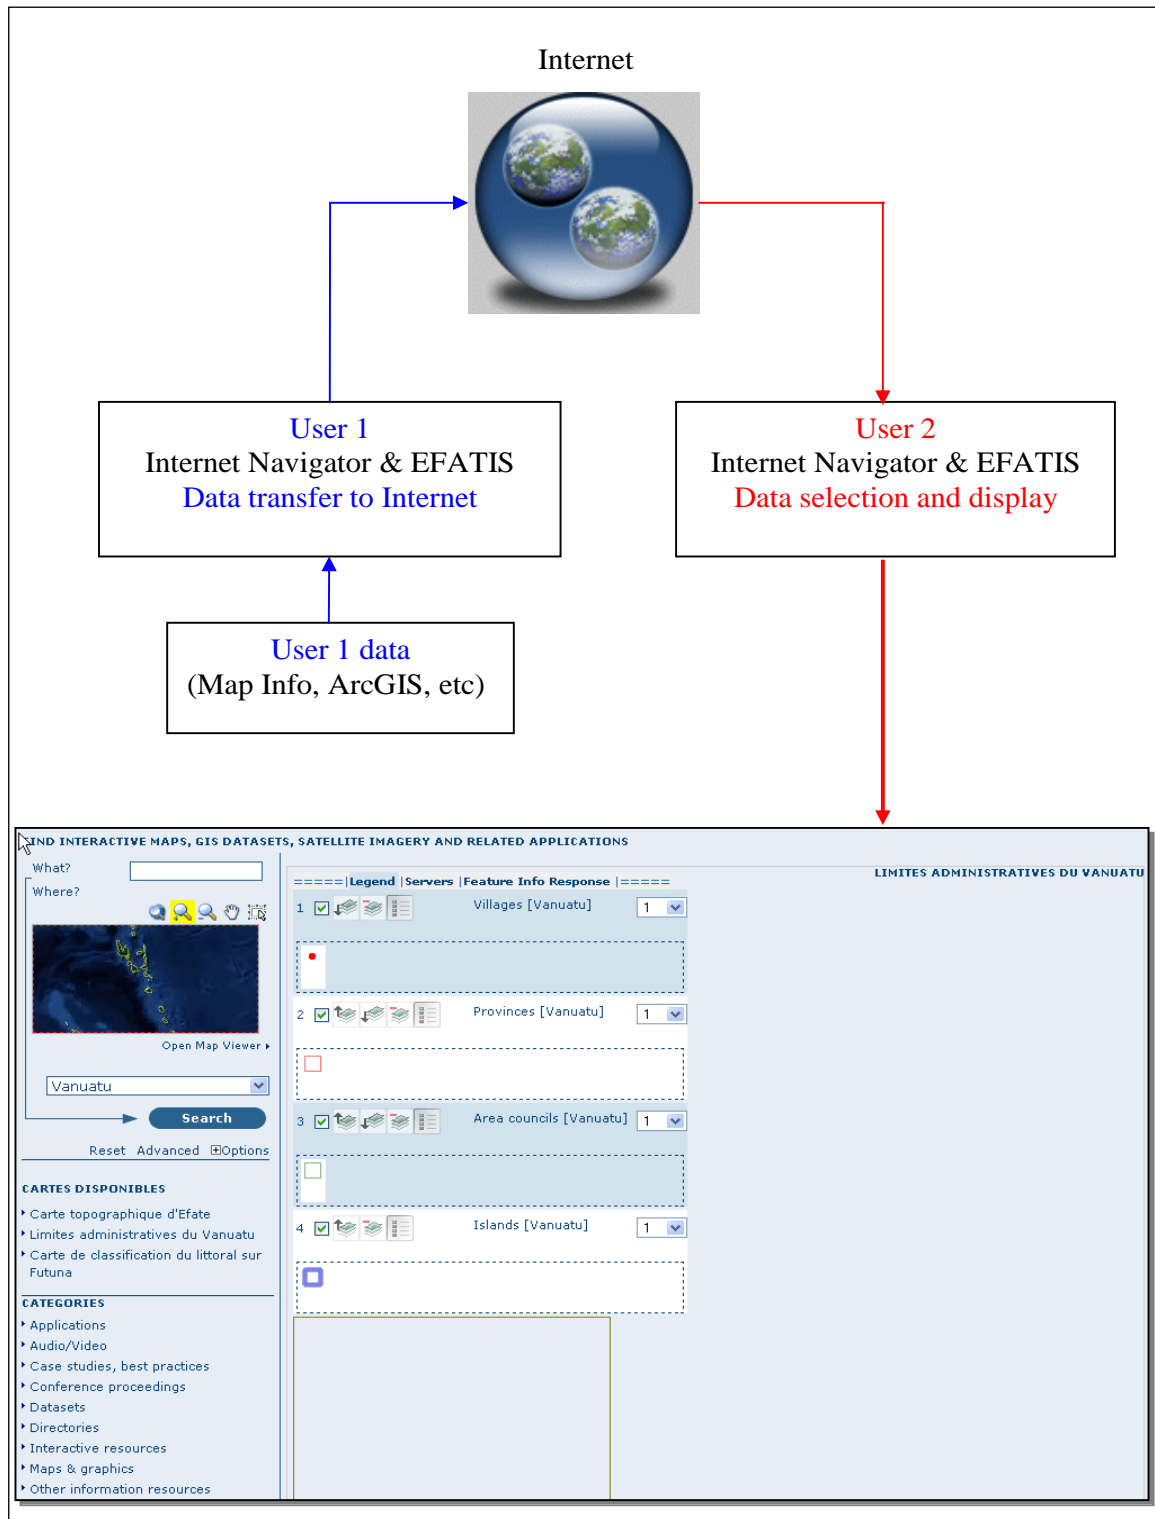 Internet
User 1
Internet Navigator & EFATIS
Data transfer to Internet
User 2
Internet Navigator & EFATIS
Data selection and display
User 1 data
(Map Info, ArcGIS, etc)
FIND INTERACTIVE MAPS, GIS DATASETS, SATELLITE IMAGERY AND RELATED APPLICATIONS
What?
Where?
Open Map Viewer
Vanuatu
Search
Reset Advanced Options
CARTES DISPONIBLES
Carte topographique d'Efate
Limites administratives du Vanuatu
Carte de classification du littoral sur
Futuna
CATEGORIES
Applications
Audio/Video
Case studies, best practices
Conference proceedings
Datasets
Directories
Interactive resources
Maps & graphics
Other information resources
=====|Legend |Servers |Feature Info Response |=====
1 Villages [Vanuatu] 1
2 Provinces [Vanuatu] 1
3 Area councils [Vanuatu] 1
4 Islands [Vanuatu] 1
LIMITES ADMINISTRATIVES DU VANUATU